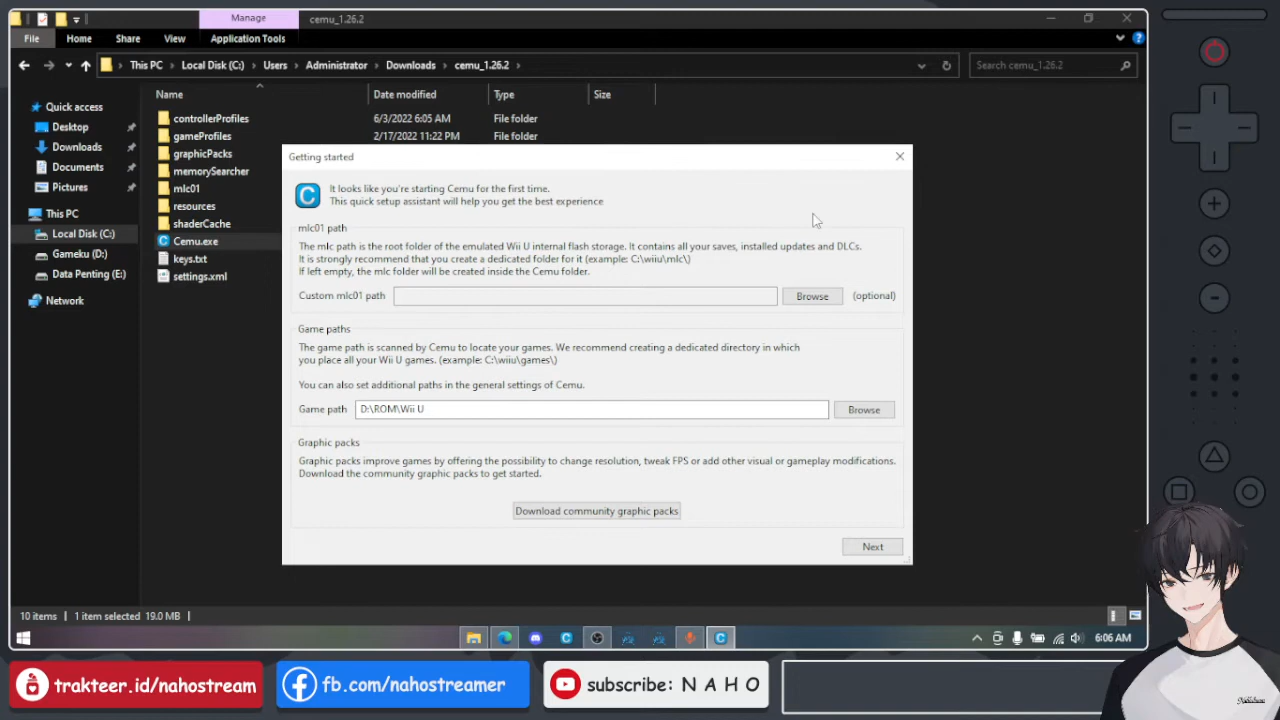 Manage
cemu_1.26.2
File
Home
Share
View
Application Tools
This PC
Local Disk (C:)
Users
Administrator
Downloads
cemu_1.26.2
Search cemu_1.26.2
Name
Date modified
Type
Size
Quick access
Desktop
Downloads
Documents
Pictures
This PC
Local Disk (C:)
Gameku (D:)
Data Penting (E:)
Network
controllerProfiles
6/3/2022 6:05 AM
File folder
gameProfiles
2/17/2022 11:22 PM
File folder
graphicPacks
memorySearcher
mlc01
resources
shaderCache
Cemu.exe
keys.txt
settings.xml
Getting started
C
It looks like you're starting Cemu for the first time.
This quick setup assistant will help you get the best experience
mlc01 path
The mlc path is the root folder of the emulated Wii U internal flash storage. It contains all your saves, installed updates and DLCs.
It is strongly recommend that you create a dedicated folder for it (example: C:\wiiu\mlc\)
If left empty, the mlc folder will be created inside the Cemu folder.
Custom mlc01 path
Browse
(optional)
Game paths
The game path is scanned by Cemu to locate your games. We recommend creating a dedicated directory in which
you place all your Wii U games. (example: C:\wiiu\games\)
You can also set additional paths in the general settings of Cemu.
Game path
D:\ROM\Wii U
Browse
Graphic packs
Graphic packs improve games by offering the possibility to change resolution, tweak FPS or add other visual or gameplay modifications.
Download the community graphic packs to get started.
Download community graphic packs
Next
10 items
1 item selected 19.0 MB
6:06 AM
trakteer.id/nahostream
fb.com/nahostreamer
subscribe: N A H O